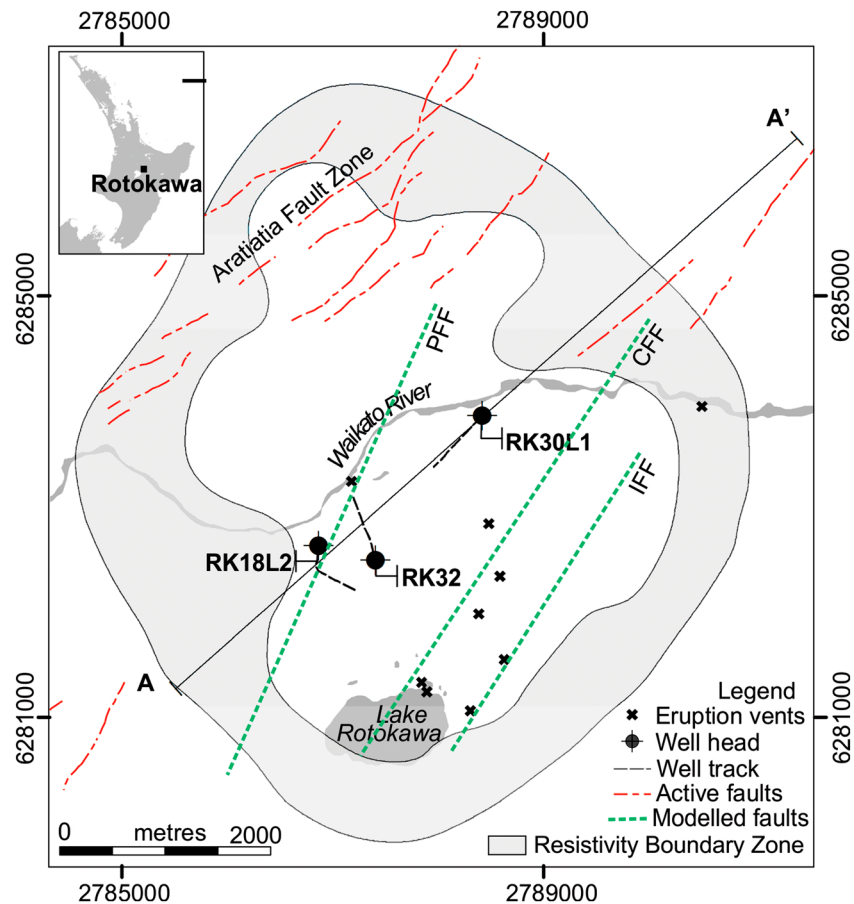 2785000
2789000
A’
Rotokawa
Aratiatia Fault Zone
6285000
6285000
PFF
CFF
Waikato River
RK30L1
IFF
RK18L2
RK32
A
6281000
6281000
Lake
Rotokawa
Legend
Eruption vents
Well head
Well track
Active faults
Modelled faults
Resistivity Boundary Zone
0 metres 2000
2785000
2789000